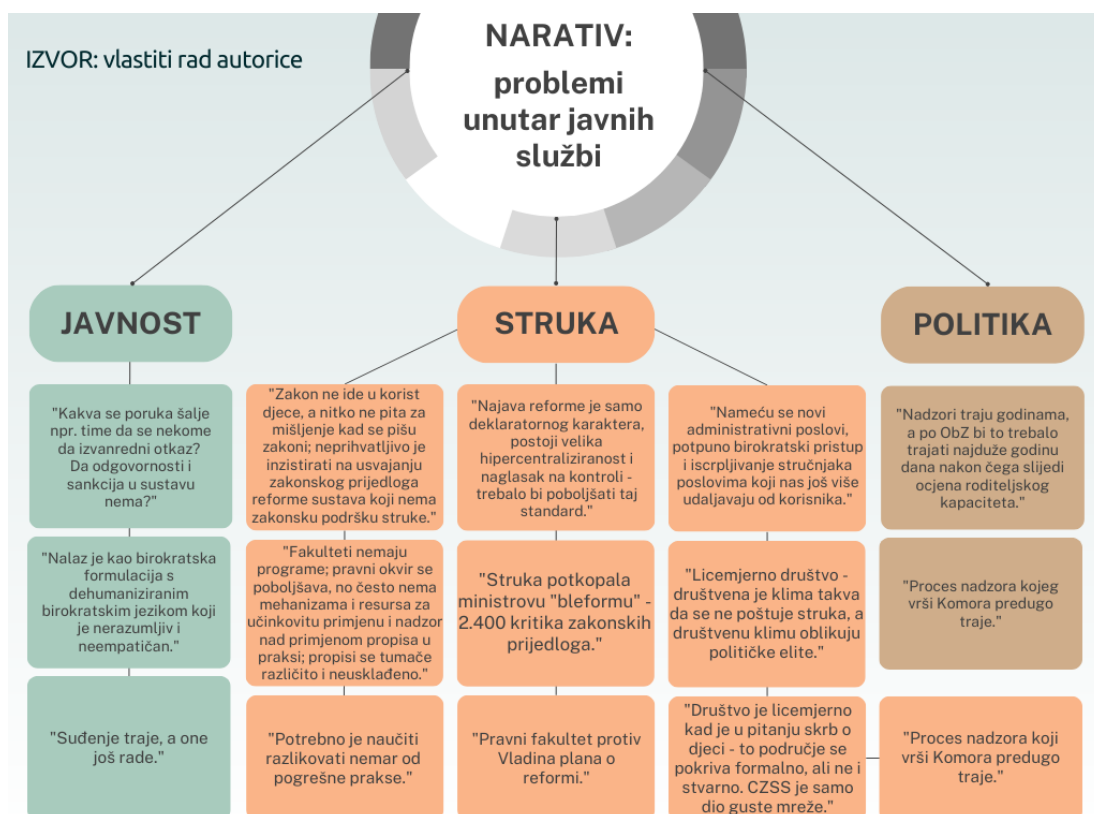 IZVOR: vlastiti rad autorice
NARATIV:
problemi
unutar javnih
službi
JAVNOST
"Kakva se poruka šalje
npr. time da se nekome
da izvanredni otkaz?
Da odgovornosti i
sankcija u sustavu
nema?"
"Nalaz je kao birokratska
formulacija s
dehumaniziranim
birokratskim jezikom koji
je nerazumljiv i
neempatičan."
"Suđenje traje, a one
još rade."
STRUKA
"Zakon ne ide u korist
djece, a nitko ne pita za
mišljenje kad se pišu
zakoni; neprihvatljivo je
inzistirati na usvajanju
zakonskog prijedloga
reforme sustava koji nema
zakonsku podršku struke."
"Fakulteti nemaju
programe; pravni okvir se
poboljšava, no često nema
mehanizama i resursa za
učinkovitu primjenu i nadzor
nad primjenom propisa u
praksi; propisi se tumače
različito i neusklađeno."
"Potrebno je naučiti
razlikovati nemar od
pogrešne prakse."
"Najava reforme je samo
deklaratornog karaktera,
postoji velika
hipercentraliziranost i
naglasak na kontroli -
trebalo bi poboljšati taj
standard."
"Struka potkopala
ministrovu "bleformu" -
2.400 kritika zakonskih
prijedloga."
"Pravni fakultet protiv
Vladina plana o
reformi."
"Nameću se novi
administrativni poslovi,
potpuno birokratski pristup
i iscrpljivanje stručnjaka
poslovima koji nas još više
udaljavaju od korisnika."
"Licemjerno društvo -
društvena je klima takva
da se ne poštuje struka, a
društvenu klimu oblikuju
političke elite."
"Društvo je licemjerno
kad je u pitanju skrb o
djeci - to područje se
pokriva formalno, ali ne i
stvarno. CZSS je samo
dio guste mreže."
POLITIKA
"Nadzori traju godinama,
a po ObZ bi to trebalo
trajati najduže godinu
dana nakon čega slijedi
ocjena roditeljskog
kapaciteta."
"Proces nadzora kojeg
vrši Komora predugo
traje."
"Proces nadzora koji
vrši Komora predugo
traje."